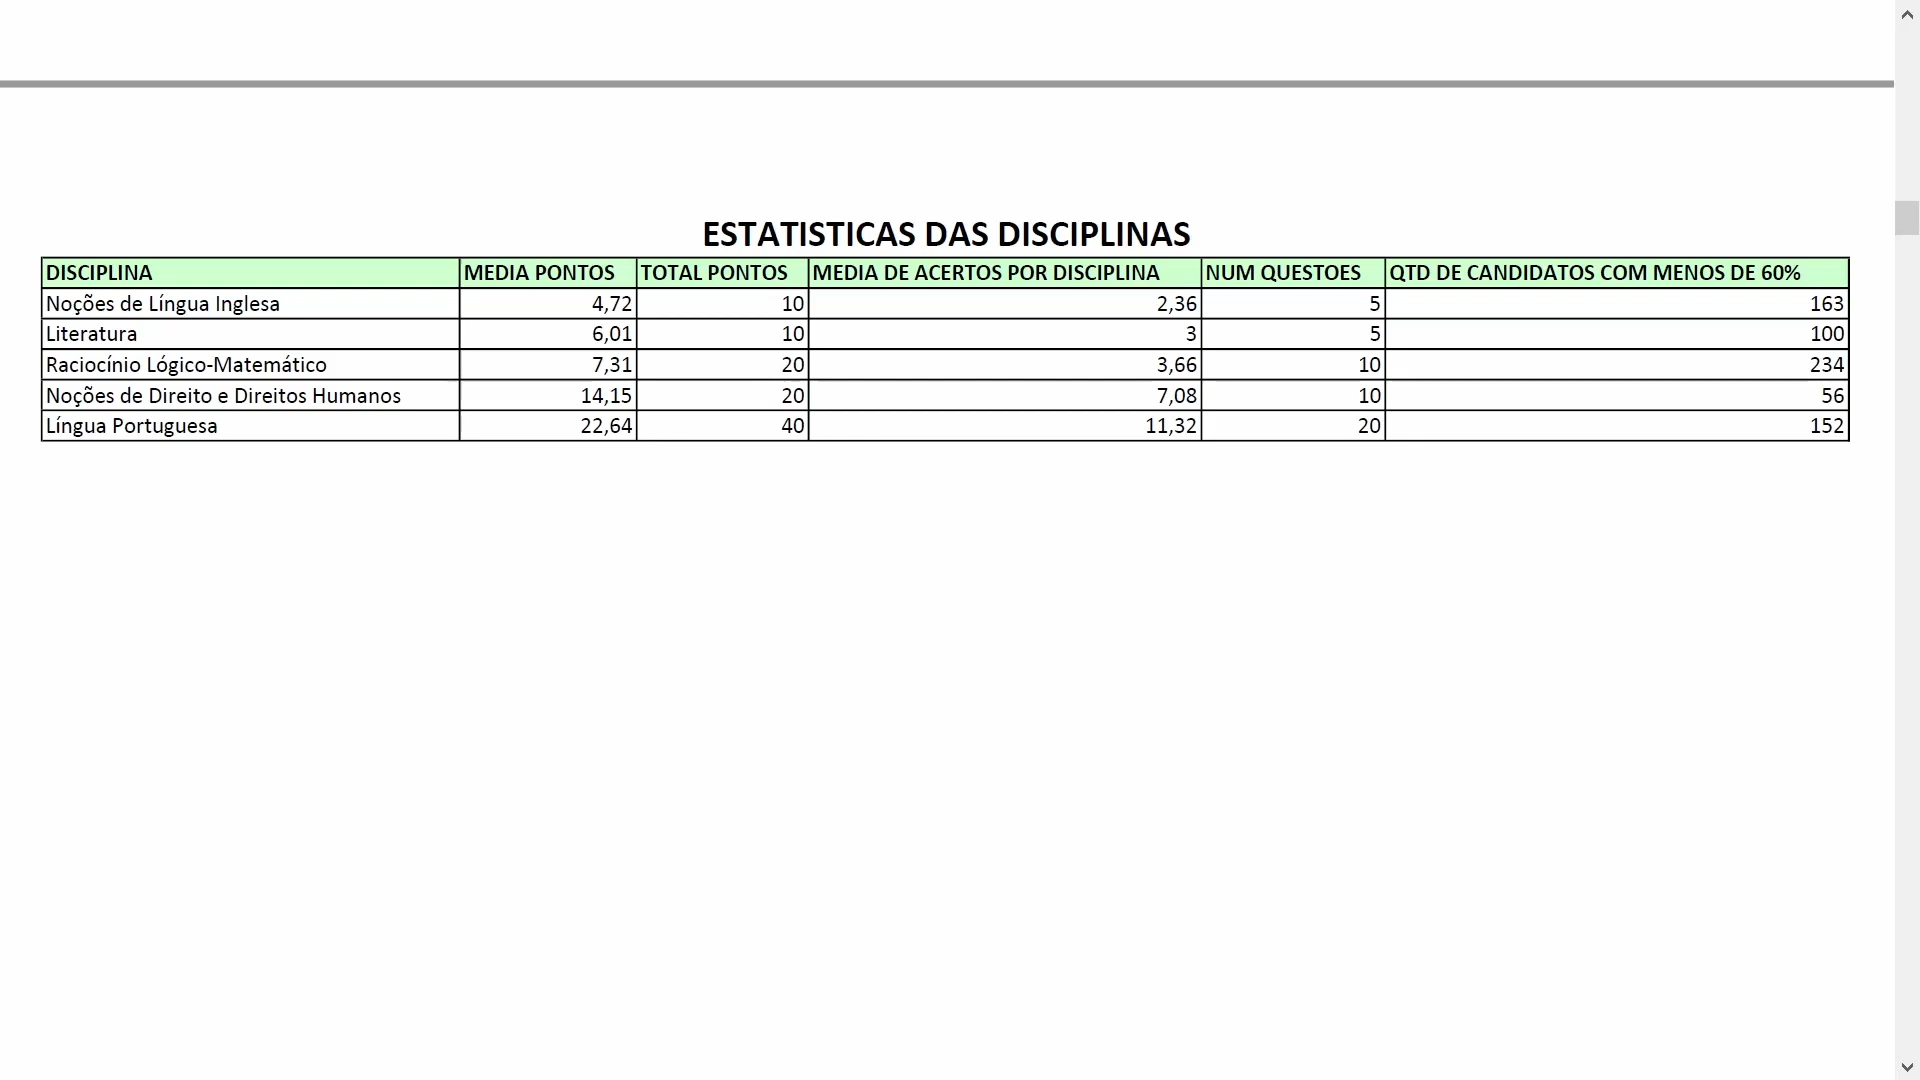 ESTATISTICAS DAS DISCIPLINAS
DISCIPLINA MEDIA PONTOS TOTAL PONTOS MEDIA DE ACERTOS POR DISCIPLINA NUM QUESTOES QTD DE CANDIDATOS COM MENOS DE 60%
Noções de Língua Inglesa 4,72 10 2,36 5 163
Literatura 6,01 10 3 5 100
Raciocínio Lógico-Matemático 7,31 20 3,66 10 234
Noções de Direito e Direitos Humanos 14,15 20 7,08 10 56
Língua Portuguesa 22,64 40 11,32 20 152